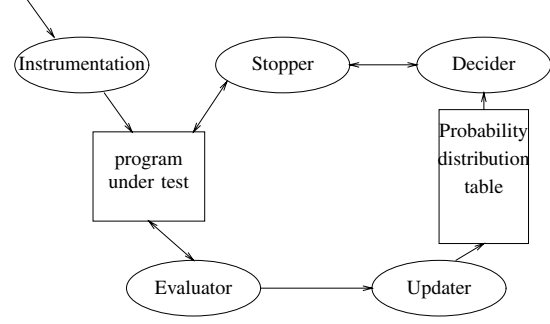 Instrumentation
Stopper
Decider
program
under test
Probability
distribution
table
Evaluator
Updater